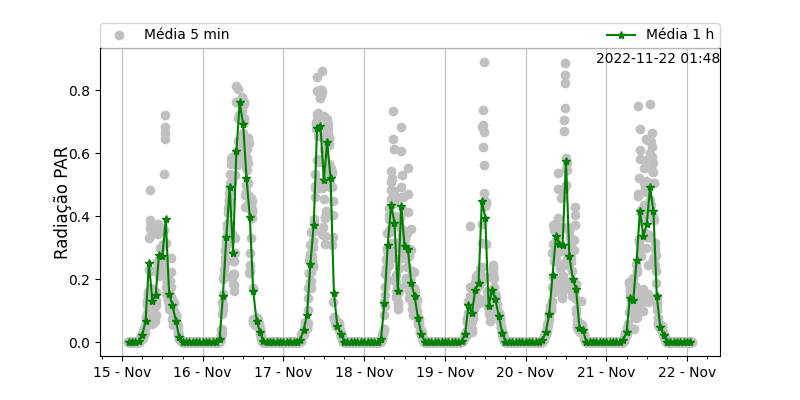 Média 5 min
Média 1 h
2022-11-22 01:48
Radiação PAR
0.8
0.6
0.4
0.2
0.0
15 - Nov 16 - Nov 17 - Nov 18 - Nov 19 - Nov 20 - Nov 21 - Nov 22 - Nov